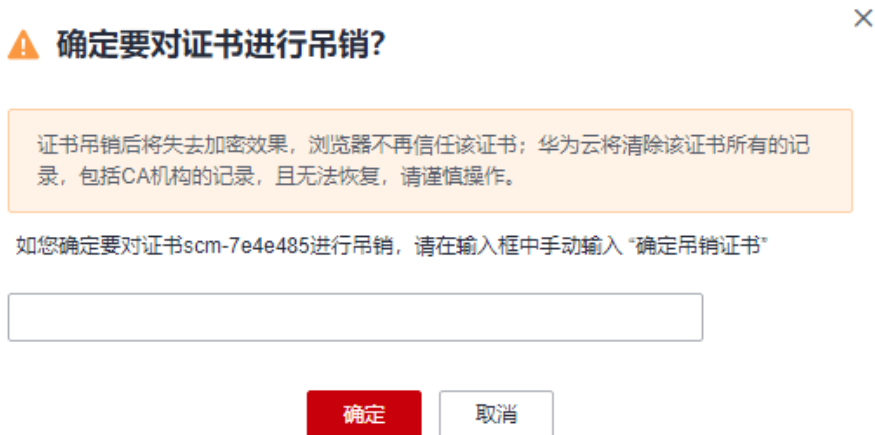 确定要对证书进行吊销？
证书吊销后将失去加密效果，浏览器不再信任该证书；华为云将清除该证书所有的记
录，包括CA机构的记录，且无法恢复，请谨慎操作。
如您确定要对证书scm-7e4e485进行吊销，请在输入框中手动输入 “确定吊销证书”
确定
取消